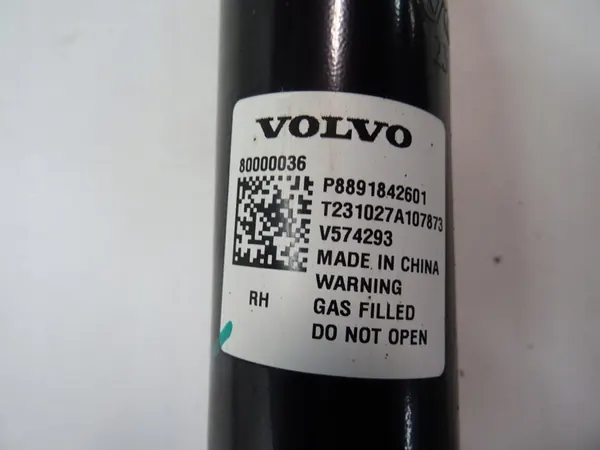 VOLVO
80000036
P8891842601
T231027A107873
V574293
MADE IN CHINA
WARNING
RH
GAS FILLED
DO NOT OPEN